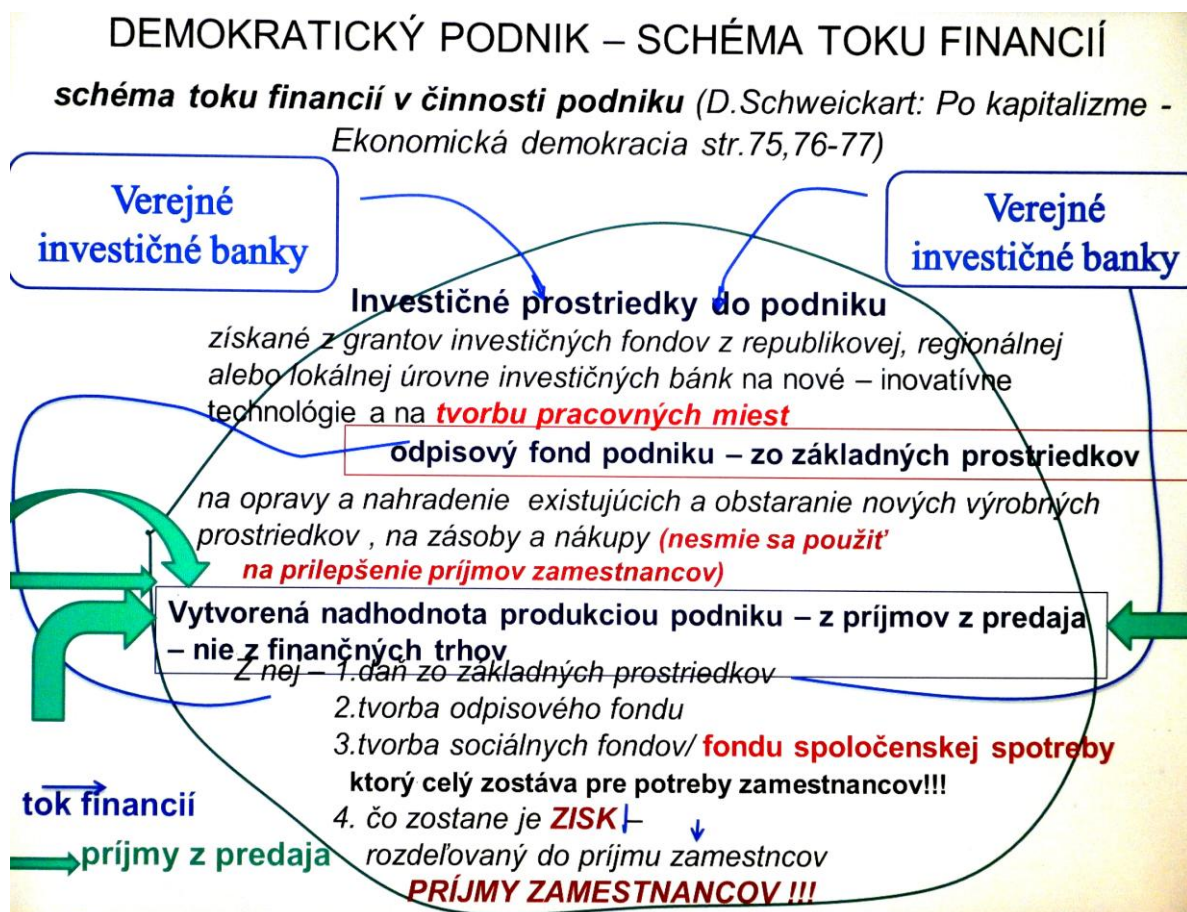 DEMOKRATICKÝ PODNIK – SCHÉMA TOKU FINANCIÍ
schéma toku financií v činnosti podniku (D.Schweickart: Po kapitalizme -
Ekonomická demokracia str.75,76-77)
Verejné
investičné banky
Verejné
investičné banky
Investičné prostriedky do podniku
získané z grantov investičných fondov z republikovej, regionálnej
alebo lokálnej úrovne investičných bánk na nové – inovatívne
technológie a na tvorbu pracovných miest
odpisový fond podniku – zo základných prostriedkov
na opravy a nahradenie existujúcich a obstaranie nových výrobných
prostriedkov , na zásoby a nákupy (nesmie sa použiť
na prilepšenie príjmov zamestnancov)
Vytvorená nadhodnota produkciou podniku – z príjmov z predaja
– nie z finančných trhov
Z nej – 1.daň zo základných prostriedkov
2.tvorba odpisového fondu
3.tvorba sociálnych fondov/ fondu spoločenskej spotreby
ktorý celý zostáva pre potreby zamestnancov!!!
4. čo zostane je ZISK –
rozdeľovaný do príjmu zamestncov
PRÍJMY ZAMESTNANCOV !!!
tok financií
príjmy z predaja